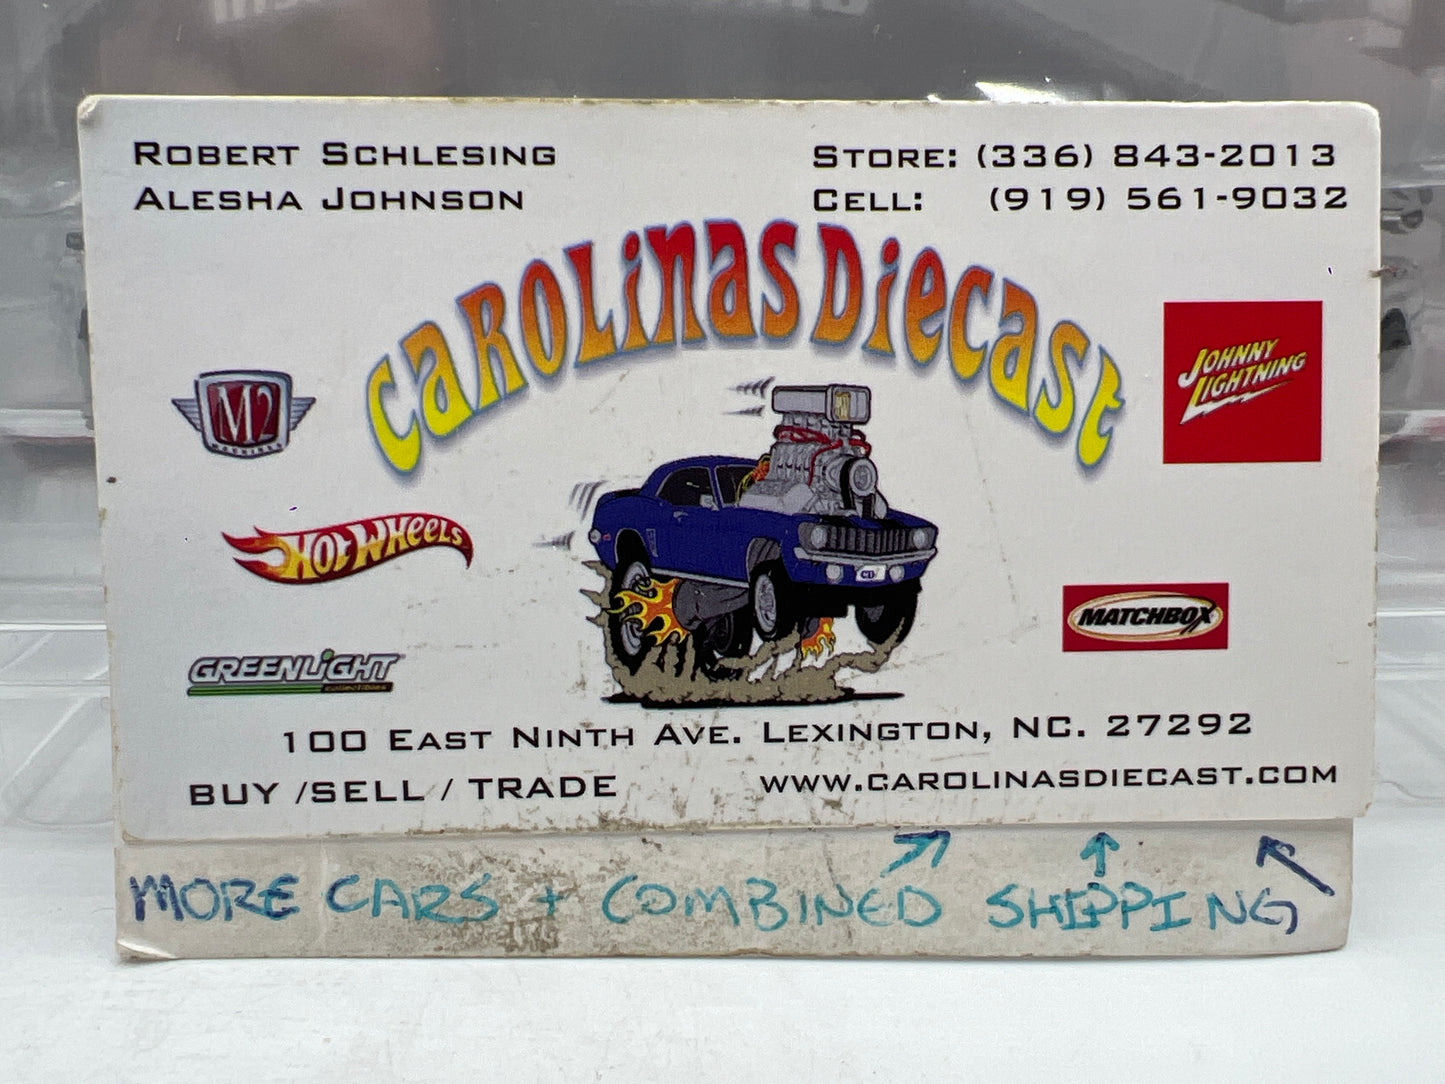 ROBERT SCHLESING
ALESHA JOHNSON
STORE: (336) 843-2013
CELL: (919) 561-9032
CAROLINAS DIECAST
M2
MACHINES
JOHNNY
LIGHTNING
HOT WHEELS
MATCHBOX
GREENLIGHT
collectibles
100 EAST NINTH AVE. LEXINGTON, NC. 27292
BUY /SELL / TRADE
WWW.CAROLINASDIECAST.COM
MORE CARS + COMBINED SHIPPING